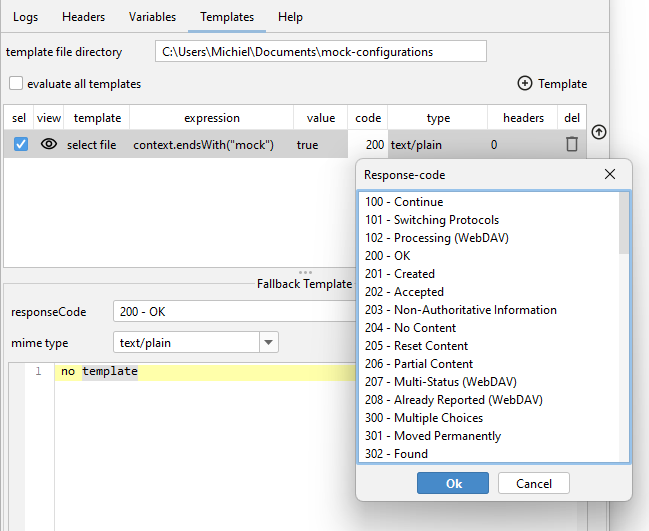 Logs Headers Variables Templates Help
template file directory C:\Users\Michiel\Documents\mock-configurations
evaluate all templates Template
sel view template expression value code type headers del
select file context.endsWith("mock") true 200 text/plain 0
Response-code
100 - Continue
101 - Switching Protocols
102 - Processing (WebDAV)
200 - OK
201 - Created
202 - Accepted
203 - Non-Authoritative Information
204 - No Content
205 - Reset Content
206 - Partial Content
207 - Multi-Status (WebDAV)
208 - Already Reported (WebDAV)
300 - Multiple Choices
301 - Moved Permanently
302 - Found
Ok Cancel
Fallback Template
responseCode 200 - OK
mime type text/plain
1 no template